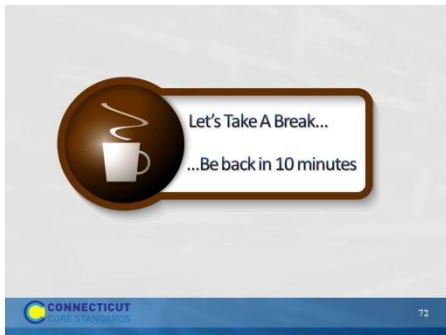 Let's Take A Break...
...Be back in 10 minutes
CONNECTICUT
CORE STANDARDS
72